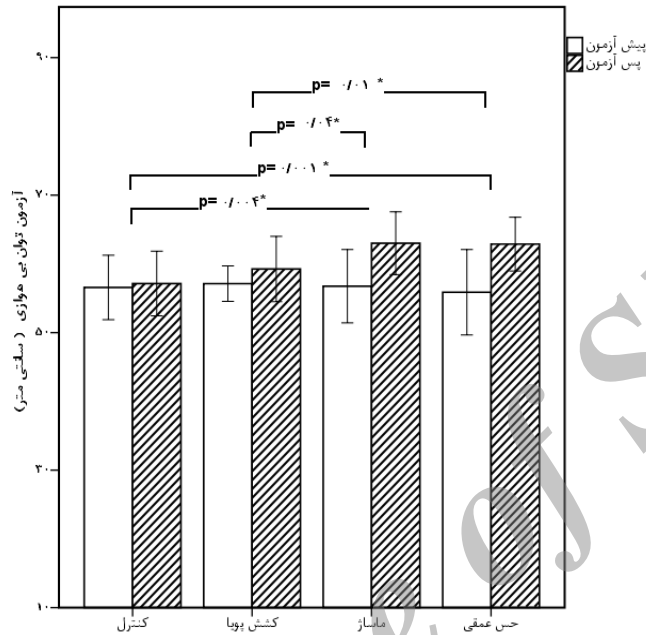 پیش آزمون
پس آزمون
۹۰
p= ۰/۰۱ *
p= ۰/۰۴*
p= ۰/۰۰۱ *
۷۰
p= ۰/۰۰۴*
آزمون توان بی هوازی ( سانتی متر)
۵۰
۳۰
۱۰
کنترل
کشش پویا
ماساژ
حس عمقی
e of S